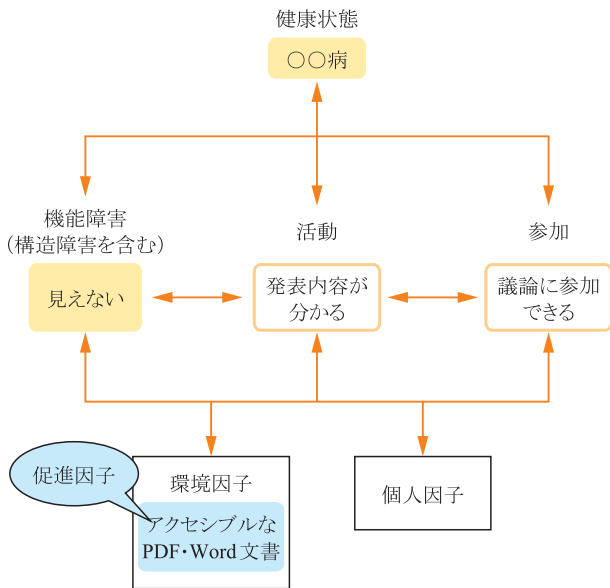 健康状態
○○病
機能障害
（構造障害を含む）
活動
参加
見えない
発表内容が
分かる
議論に参加
できる
促進因子
環境因子
アクセシブルな
PDF・Word文書
個人因子